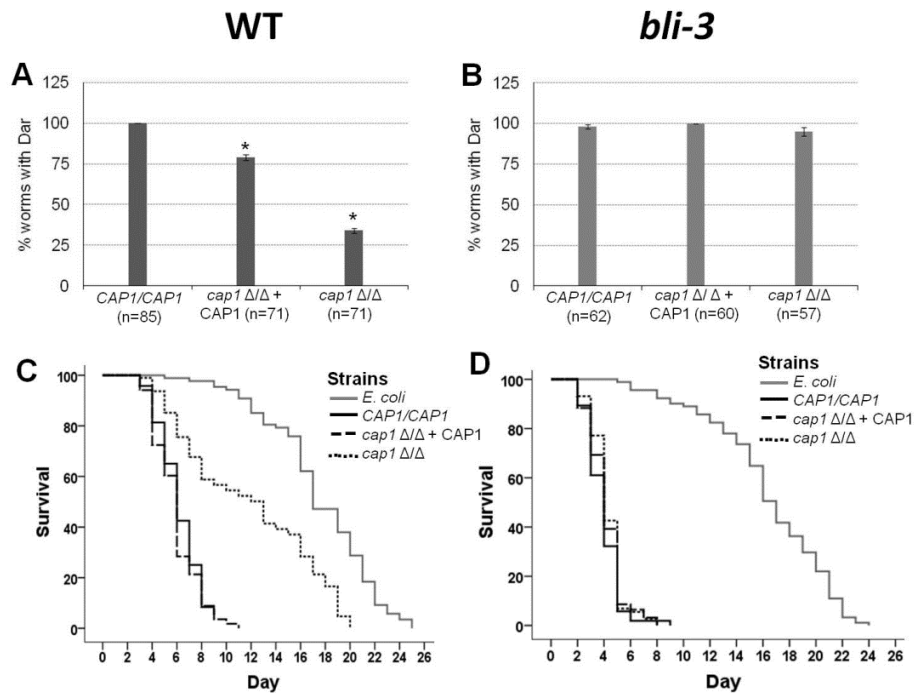 WT
bli-3
A
% worms with Dar
125
100
75
50
25
0
*
*
CAP1/CAP1
(n=85)
cap1 Δ/Δ +
CAP1 (n=71)
cap1 Δ/Δ
(n=71)
B
% worms with Dar
125
100
75
50
25
0
CAP1/CAP1
(n=62)
cap1 Δ/Δ +
CAP1 (n=60)
cap1 Δ/Δ
(n=57)
C
Survival
100
80
60
40
20
0
Strains
E. coli
CAP1/CAP1
cap1 Δ/Δ + CAP1
cap1 Δ/Δ
0 2 4 6 8 10 12 14 16 18 20 22 24 26
Day
D
Survival
100
80
60
40
20
0
Strains
E. coli
CAP1/CAP1
cap1 Δ/Δ + CAP1
cap1 Δ/Δ
0 2 4 6 8 10 12 14 16 18 20 22 24 26
Day